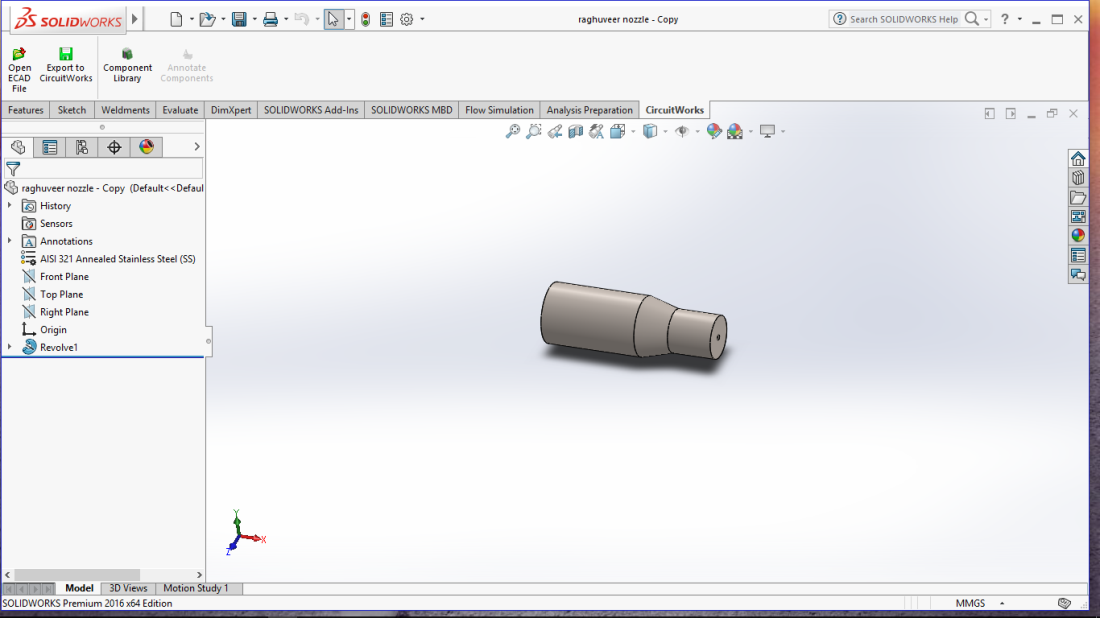 SOLIDWORKS
raghuveer nozzle - Copy
Search SOLIDWORKS Help
?
Open ECAD File
Export to CircuitWorks
Component Library
Annotate Components
Features Sketch Weldments Evaluate DimXpert SOLIDWORKS Add-Ins SOLIDWORKS MBD Flow Simulation Analysis Preparation CircuitWorks
raghuveer nozzle - Copy (Default<<Defaul
History
Sensors
A Annotations
AISI 321 Annealed Stainless Steel (SS)
Front Plane
Top Plane
Right Plane
Origin
Revolve1
Y
X
Z
Model 3D Views Motion Study 1
SOLIDWORKS Premium 2016 x64 Edition
MMGS